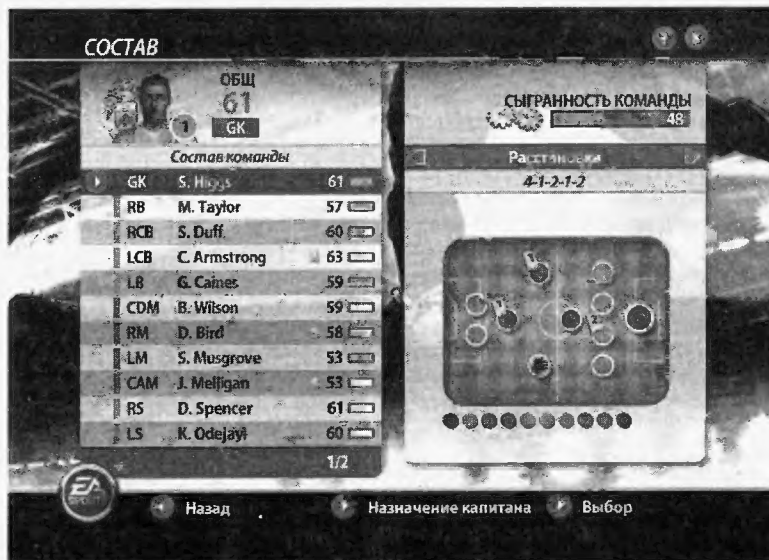 СОСТАВ
ОБЩ
61
GK
1
Состав команды
GK S. Higgs 61
RB M. Taylor 57
RCB S. Duff 60
LCB C. Armstrong 63
LB G. Caines 59
CDM B. Wilson 59
RM D. Bird 58
LM S. Musgrove 53
CAM J. Melligan 53
RS D. Spencer 61
LS K. Odejayi 60
1/2
СЫГРАННОСТЬ КОМАНДЫ
48
Расстановка
4-1-2-1-2
EA
Назад
Назначение капитана
Выбор